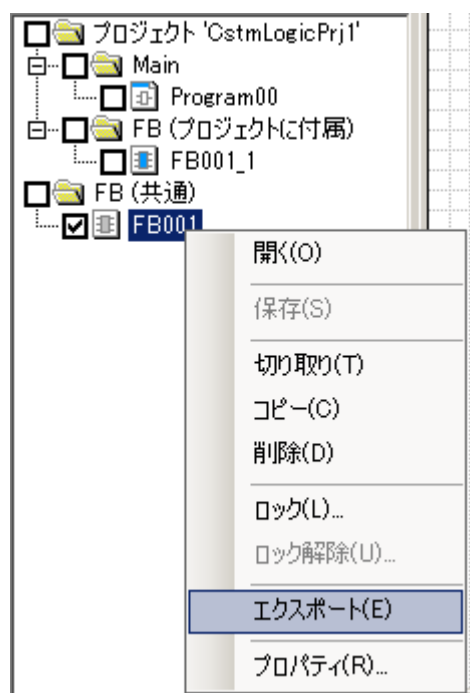 プロジェクト 'CstmLogicPrj1'
Main
Program00
FB (プロジェクトに付属)
FB001_1
FB (共通)
FB001
開く(O)
保存(S)
切り取り(T)
コピー(C)
削除(D)
ロック(L)...
ロック解除(U)...
エクスポート(E)
プロパティ(R)...